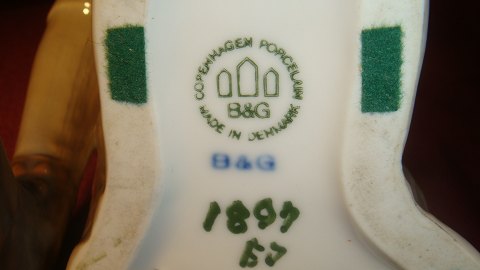 COPENHAGEN PORCELAIN
B&G
MADE IN DENMARK
B&G
1897